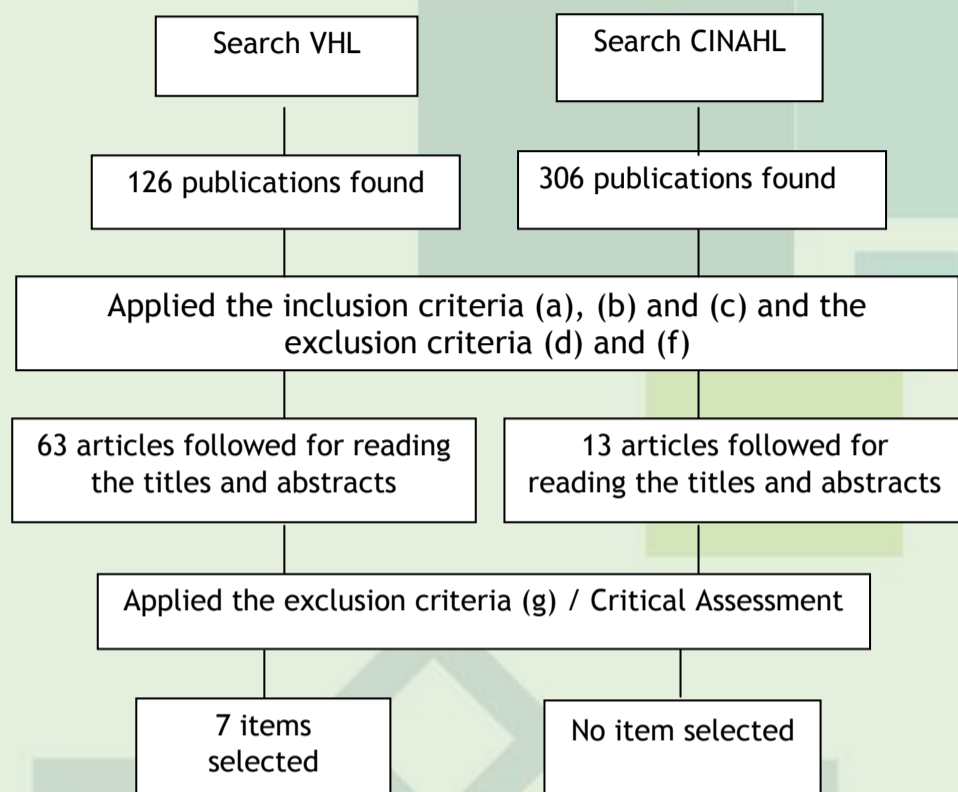 Search VHL
Search CINAHL
126 publications found
306 publications found
Applied the inclusion criteria (a), (b) and (c) and the
exclusion criteria (d) and (f)
63 articles followed for reading
the titles and abstracts
13 articles followed for
reading the titles and abstracts
Applied the exclusion criteria (g) / Critical Assessment
7 items
selected
No item selected